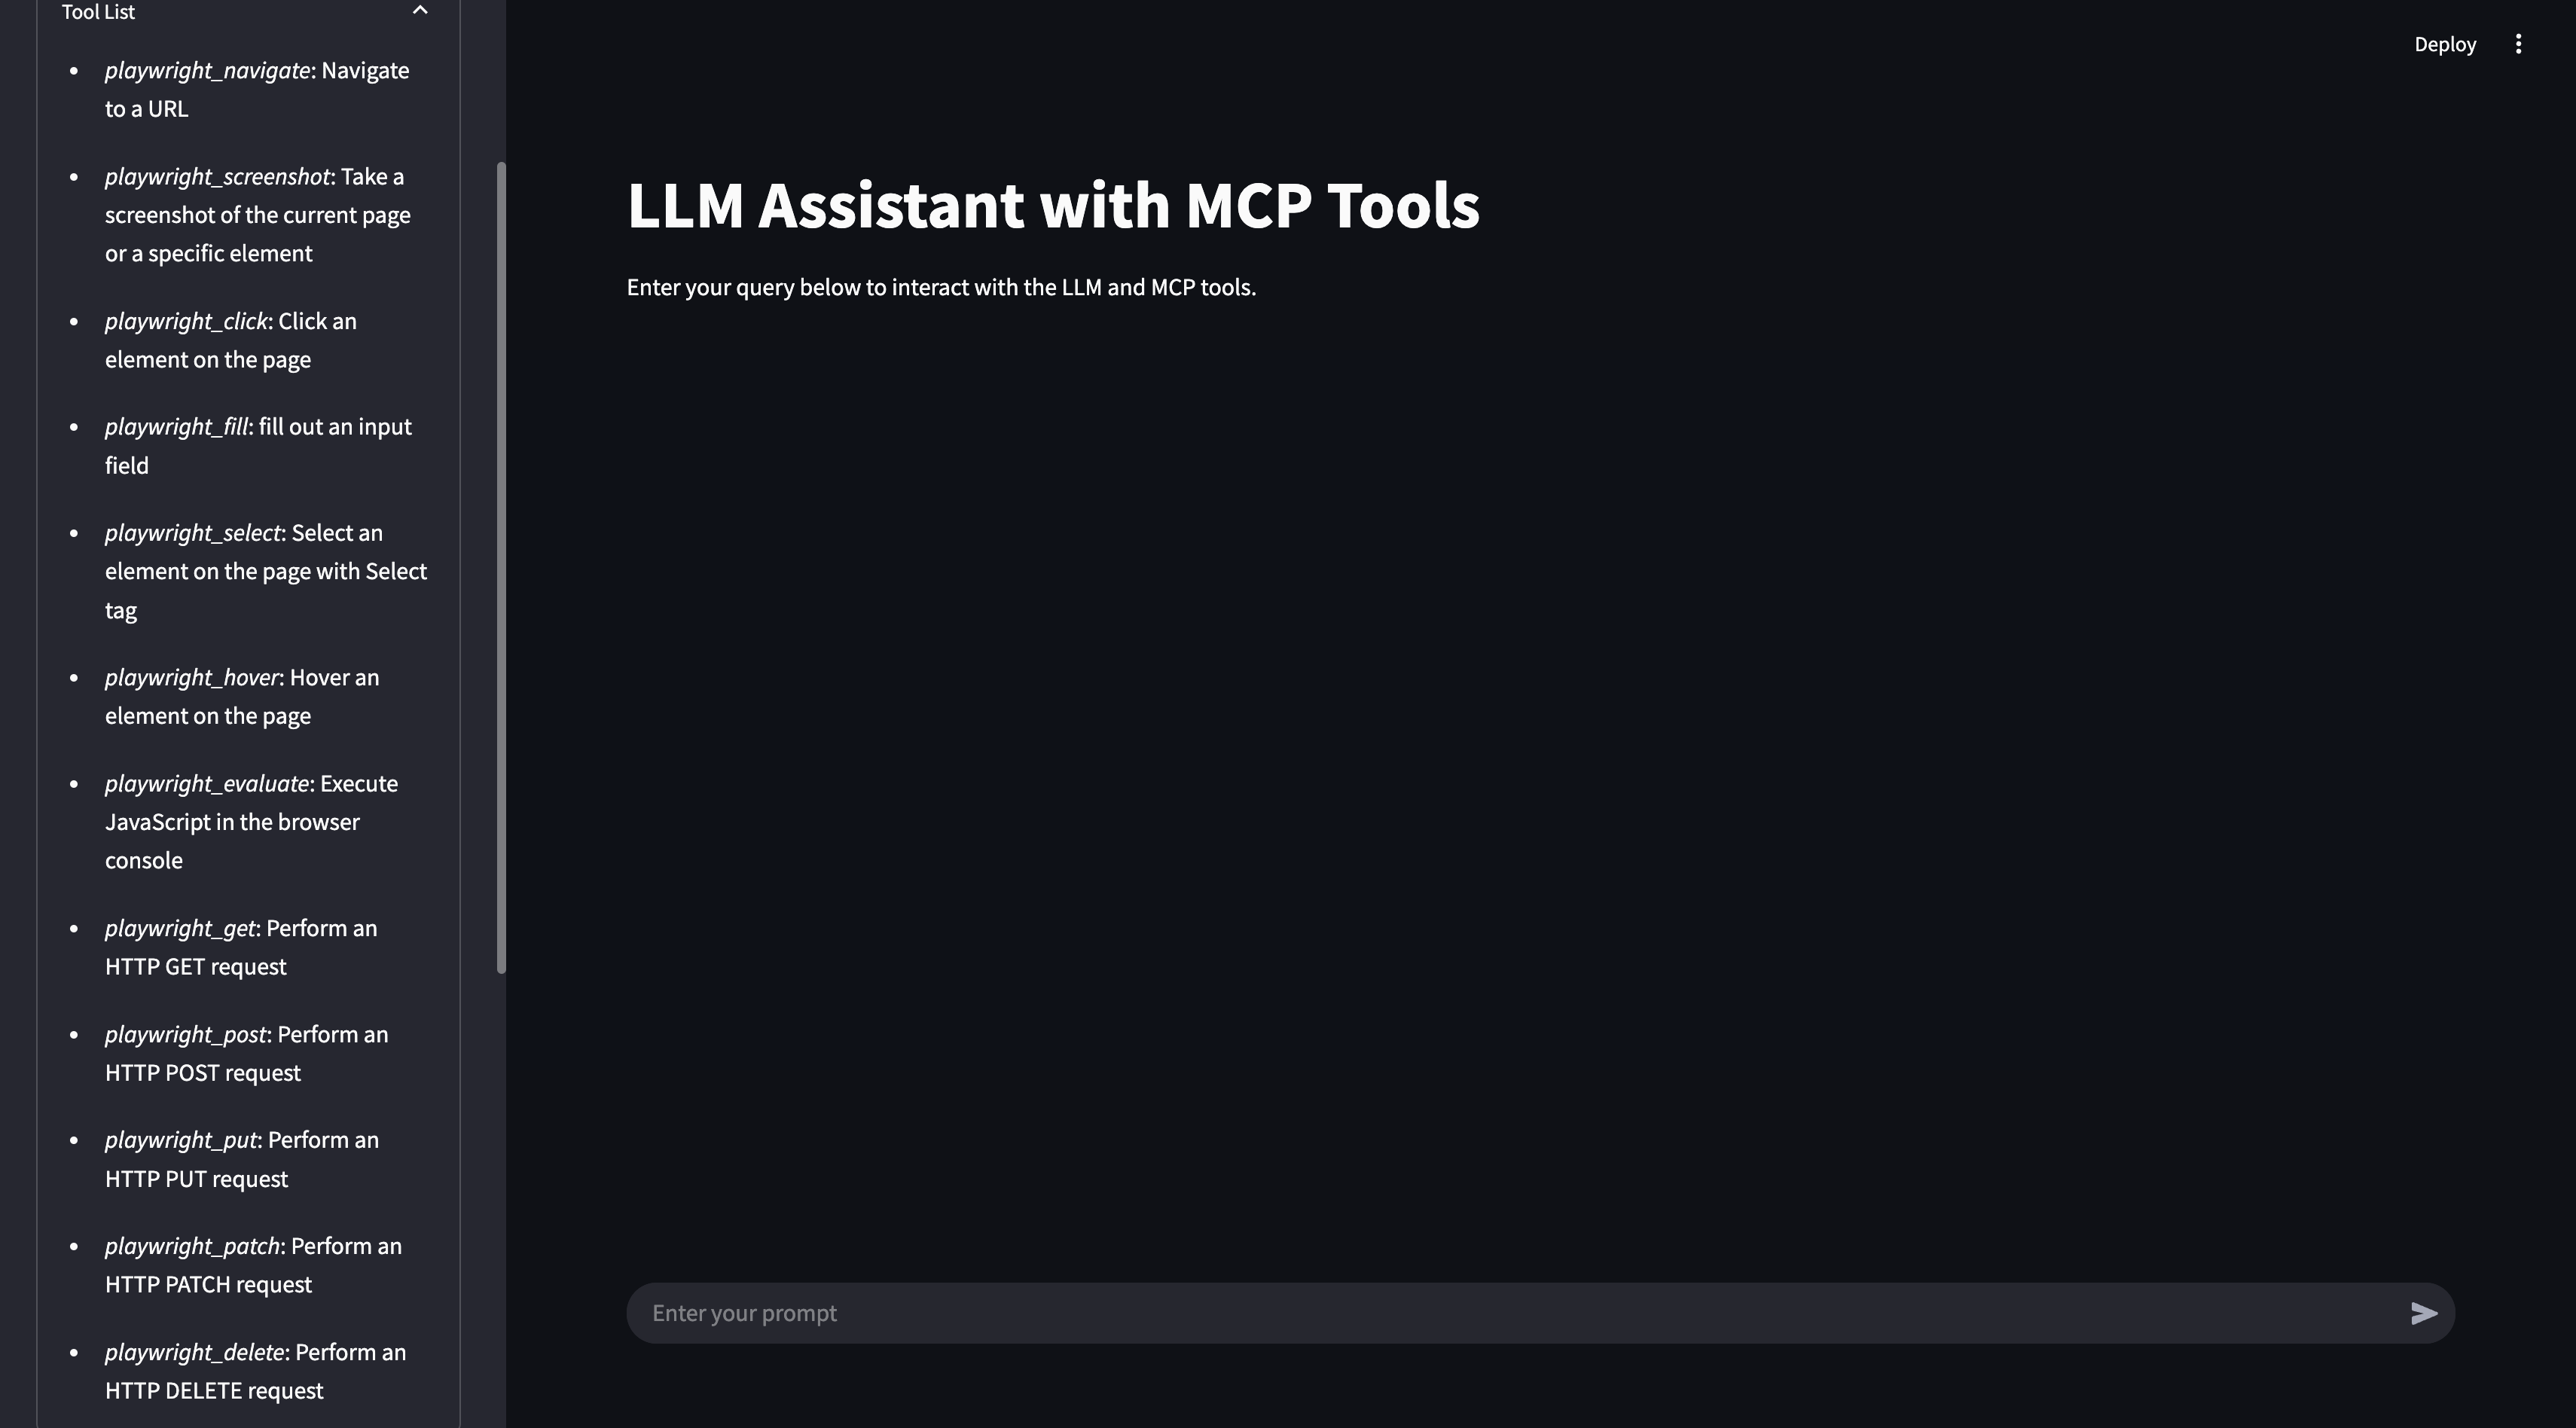 Tool List
playwright_navigate: Navigate
to a URL
playwright_screenshot: Take a
screenshot of the current page
or a specific element
playwright_click: Click an
element on the page
playwright_fill: fill out an input
field
playwright_select: Select an
element on the page with Select
tag
playwright_hover: Hover an
element on the page
playwright_evaluate: Execute
JavaScript in the browser
console
playwright_get: Perform an
HTTP GET request
playwright_post: Perform an
HTTP POST request
playwright_put: Perform an
HTTP PUT request
playwright_patch: Perform an
HTTP PATCH request
playwright_delete: Perform an
HTTP DELETE request
Deploy
LLM Assistant with MCP Tools
Enter your query below to interact with the LLM and MCP tools.
Enter your prompt